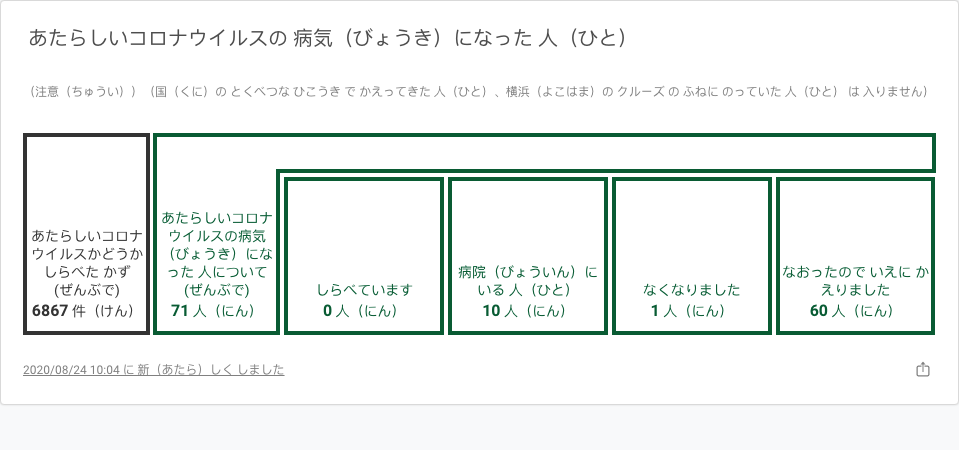 あたらしいコロナウイルスの 病気（びょうき）になった 人（ひと）
（注意（ちゅうい））（国（くに）の とくべつな ひこうき で かえってきた 人（ひと）、横浜（よこはま）の クルーズ の ふねに のっていた 人（ひと） は 入りません）
あたらしいコロナ
ウイルスかどうか
しらべた かず
(ぜんぶで)
6867 件（けん）
あたらしいコロナ
ウイルスの病気
（びょうき）にな
った 人について
(ぜんぶで)
71 人（にん）
しらべています
0 人（にん）
病院（びょういん）に
いる 人（ひと）
10 人（にん）
なくなりました
1 人（にん）
なおったので いえに か
えりました
60 人（にん）
2020/08/24 10:04 に 新（あたら）しく しました